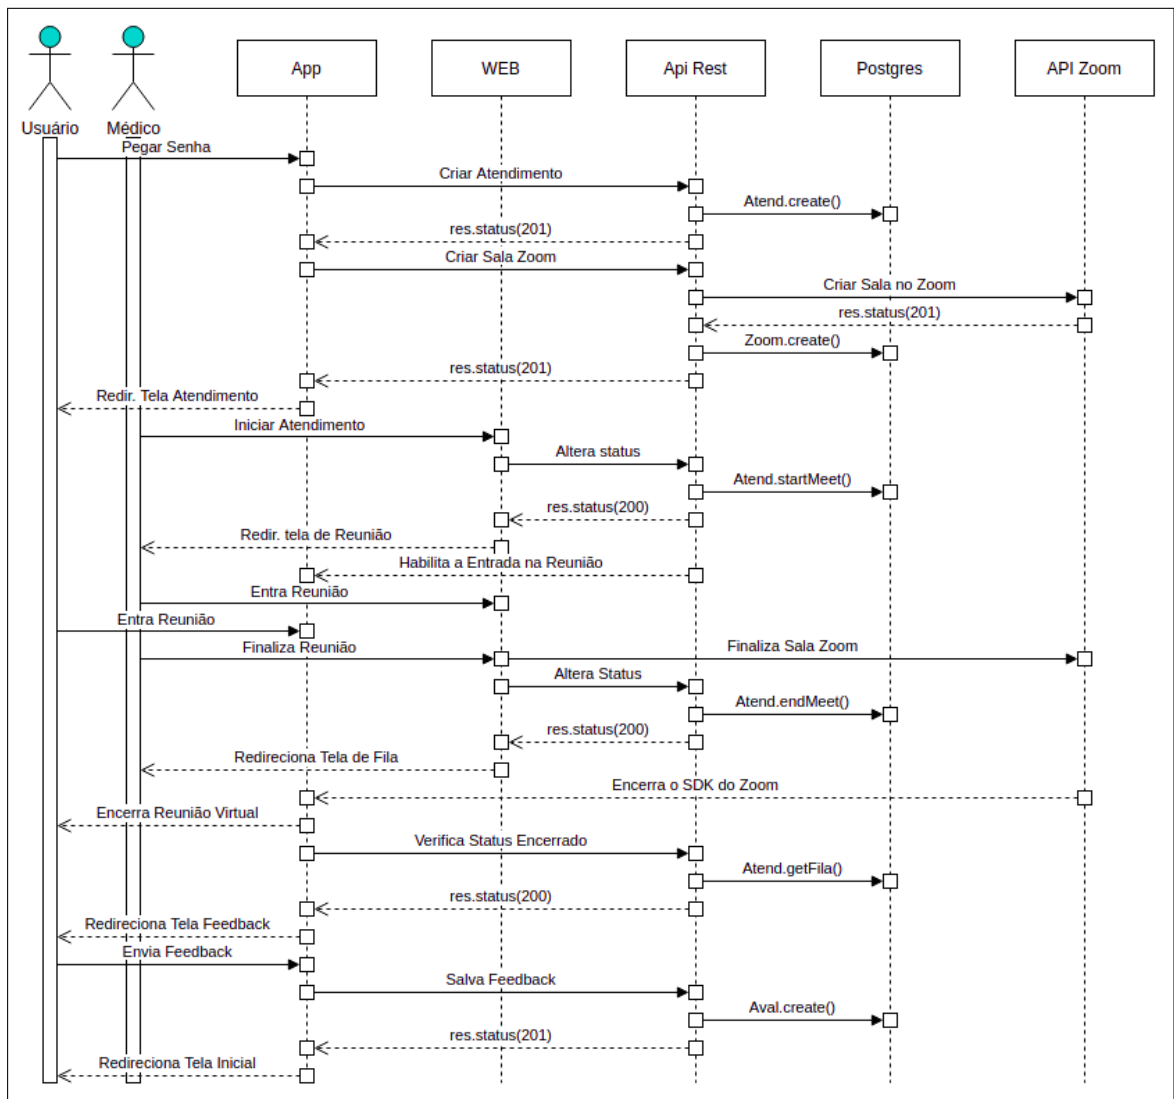 Usuário
Médico
App
WEB
Api Rest
Postgres
API Zoom
Pegar Senha
Criar Atendimento
Atend.create()
res.status(201)
Criar Sala Zoom
Criar Sala no Zoom
res.status(201)
Zoom.create()
res.status(201)
Redir. Tela Atendimento
Iniciar Atendimento
Altera status
Atend.startMeet()
res.status(200)
Redir. tela de Reunião
Habilita a Entrada na Reunião
Entra Reunião
Entra Reunião
Finaliza Reunião
Finaliza Sala Zoom
Altera Status
Atend.endMeet()
res.status(200)
Redireciona Tela de Fila
Encerra o SDK do Zoom
Encerra Reunião Virtual
Verifica Status Encerrado
Atend.getFila()
res.status(200)
Redireciona Tela Feedback
Envia Feedback
Salva Feedback
Aval.create()
res.status(201)
Redireciona Tela Inicial